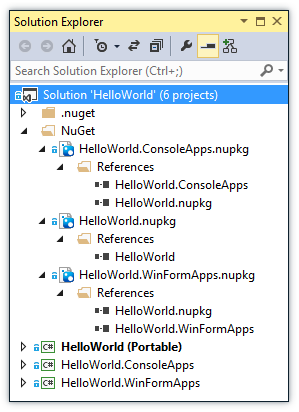 Solution Explorer
Search Solution Explorer (Ctrl+;)
Solution 'HelloWorld' (6 projects)
.nuget
NuGet
HelloWorld.ConsoleApps.nupkg
References
HelloWorld.ConsoleApps
HelloWorld.nupkg
HelloWorld.nupkg
References
HelloWorld
HelloWorld.WinFormApps.nupkg
References
HelloWorld.nupkg
HelloWorld.WinFormApps
C# HelloWorld (Portable)
C# HelloWorld.ConsoleApps
C# HelloWorld.WinFormApps